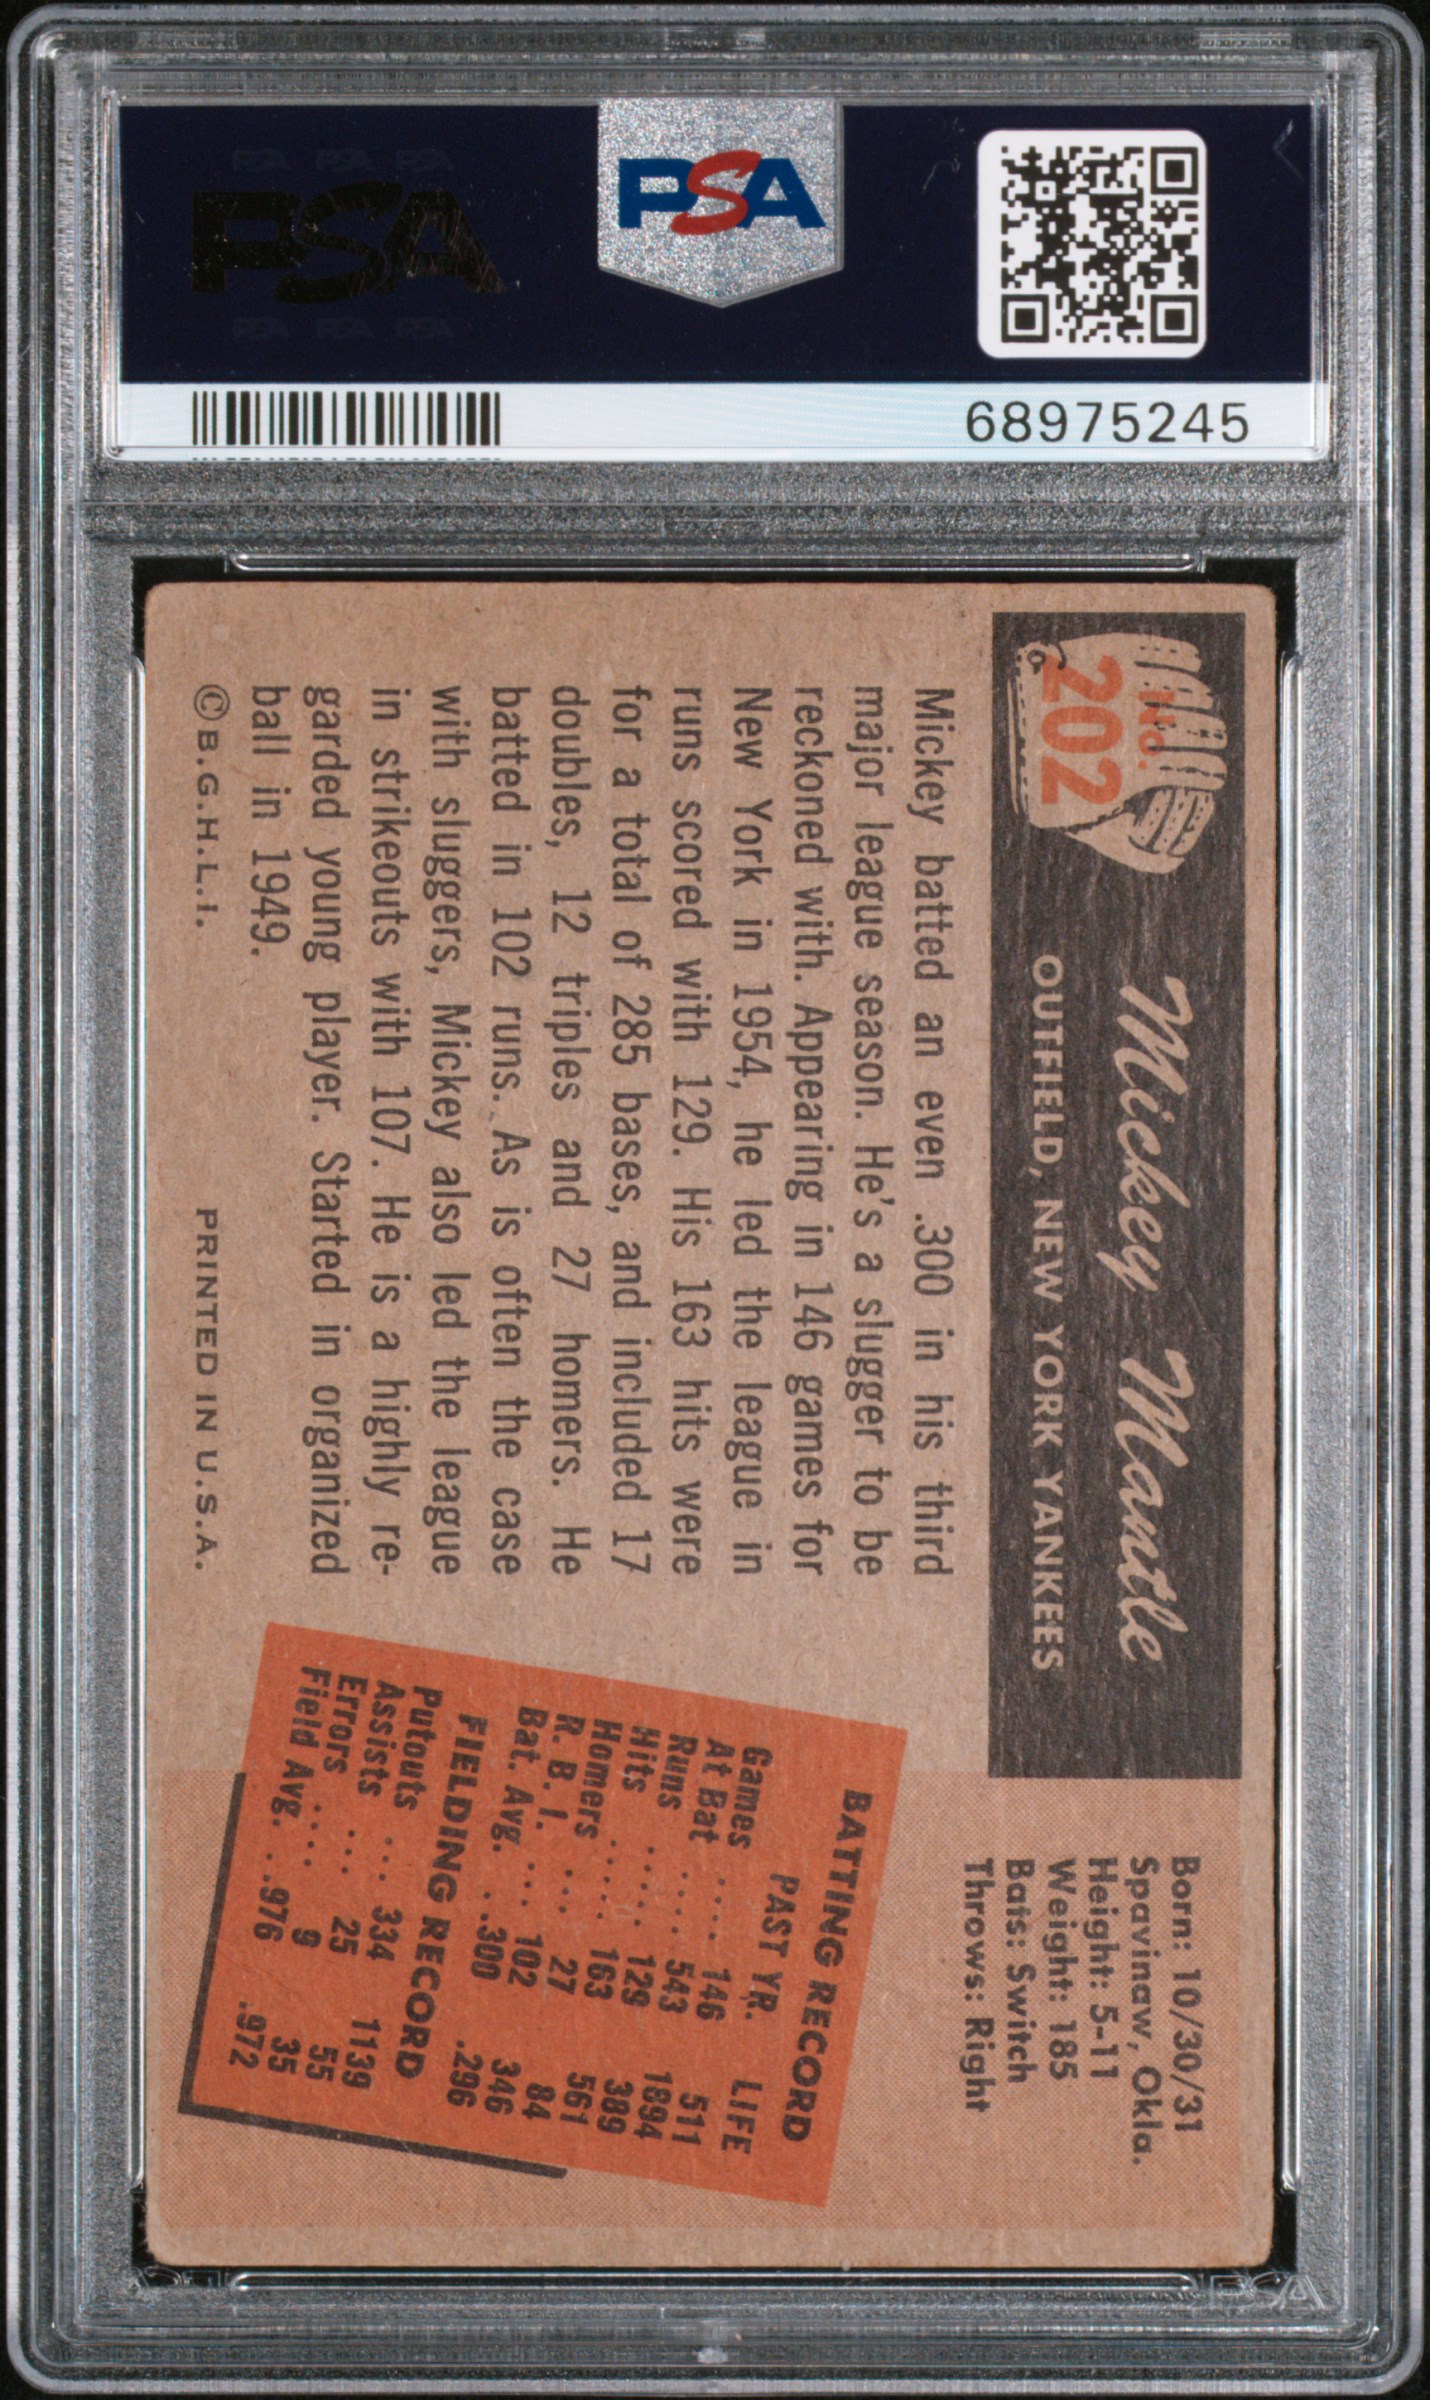 PSA
PSA PSA PSA
PSA
PSA PSA PSA
68975245
No.
202
Mickey Mantle
OUTFIELD, NEW YORK YANKEES
Born: 10/30/31
Spavinaw, Okla.
Height: 5-11
Weight: 185
Bats: Switch
Throws: Right
Mickey batted an even .300 in his third
major league season. He's a slugger to be
reckoned with. Appearing in 146 games for
New York in 1954, he led the league in
runs scored with 129. His 163 hits were
for a total of 285 bases, and included 17
doubles, 12 triples and 27 homers. He
batted in 102 runs. As is often the case
with sluggers, Mickey also led the league
in strikeouts with 107. He is a highly re-
garded young player. Started in organized
ball in 1949.
©B.G.H.L.I. PRINTED IN U.S.A.
BATTING RECORD
PAST YR. LIFE
Games .... 146 511
At Bat .... 543 1894
Runs .... 129 389
Hits ..... 163 561
Homers ... 27 84
R. B. I. .... 102 346
Bat. Avg. ..300 .296
FIELDING RECORD
Putouts ... 334 1139
Assists ... 25 55
Errors .... 9 35
Field Avg. . .976 .972
PSA